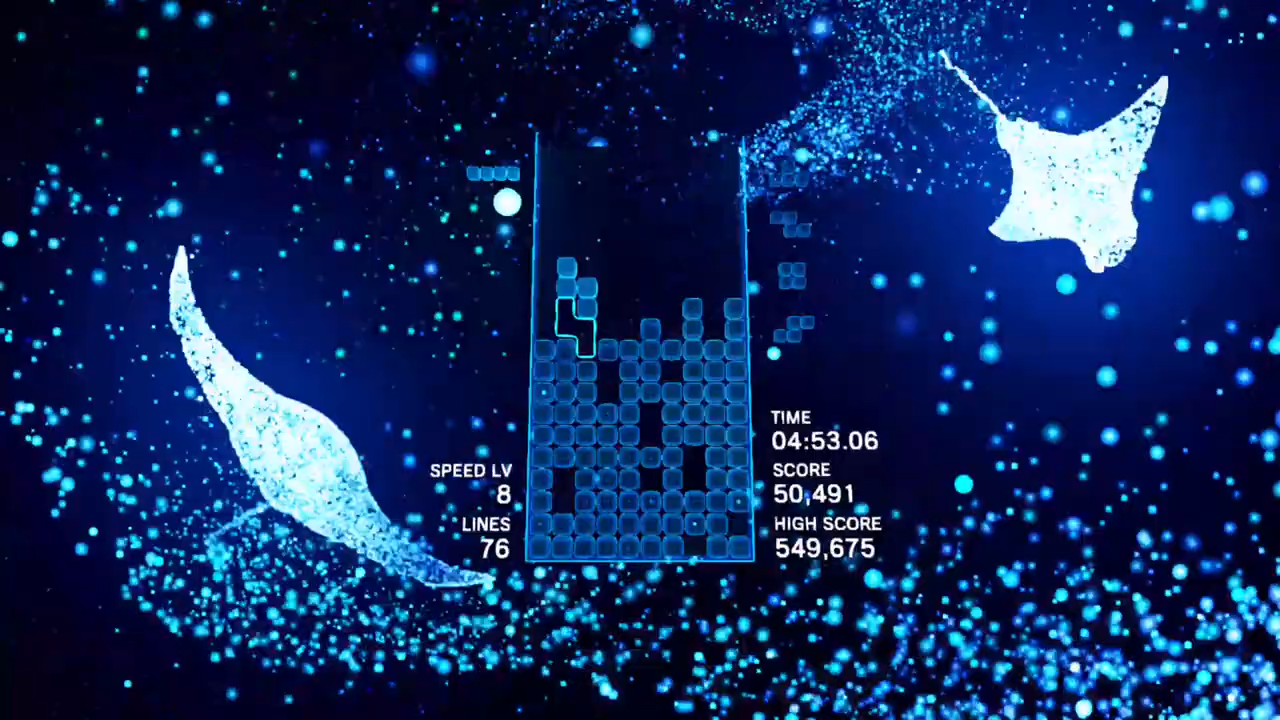 SPEED LV
8
LINES
76
TIME
04:53.06
SCORE
50,491
HIGH SCORE
549,675